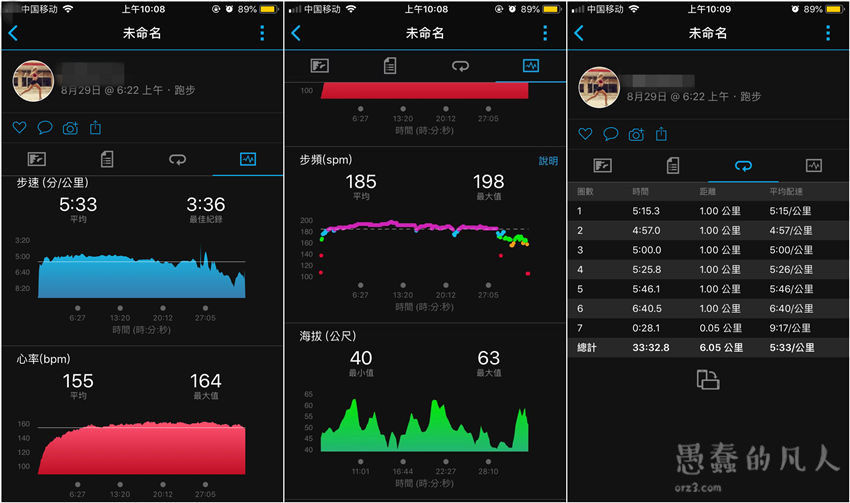 中国移动 上午10:08 89%
未命名
8月29日 @ 6:22 上午 · 跑步
步速 (分/公里)
5:33 3:36
平均 最佳紀錄
3:20
5:00
6:40
8:20
6:27 13:20 20:12 27:05
時間 (時:分:秒)
心率(bpm)
155 164
平均 最大值
160
140
120
100
6:27 13:20 20:12 27:05
中国移动 上午10:08 89%
未命名
100
6:27 13:20 20:12 27:05
時間 (時:分:秒)
步頻(spm) 說明
185 198
平均 最大值
200
180
160
140
120
100
6:27 13:20 20:12 27:05
時間 (時:分:秒)
海拔 (公尺)
40 63
最小值 最大值
65
60
55
50
45
40
11:01 16:44 22:27 28:10
時間 (時:分:秒)
中国移动 上午10:09 89%
未命名
8月29日 @ 6:22 上午 · 跑步
圈數 時間 距離 平均配速
1 5:15.3 1.00 公里 5:15/公里
2 4:57.0 1.00 公里 4:57/公里
3 5:00.0 1.00 公里 5:00/公里
4 5:25.8 1.00 公里 5:26/公里
5 5:46.1 1.00 公里 5:46/公里
6 6:40.5 1.00 公里 6:40/公里
7 0:28.1 0.05 公里 9:17/公里
總計 33:32.8 6.05 公里 5:33/公里
愚蠢的凡人
orz3.com